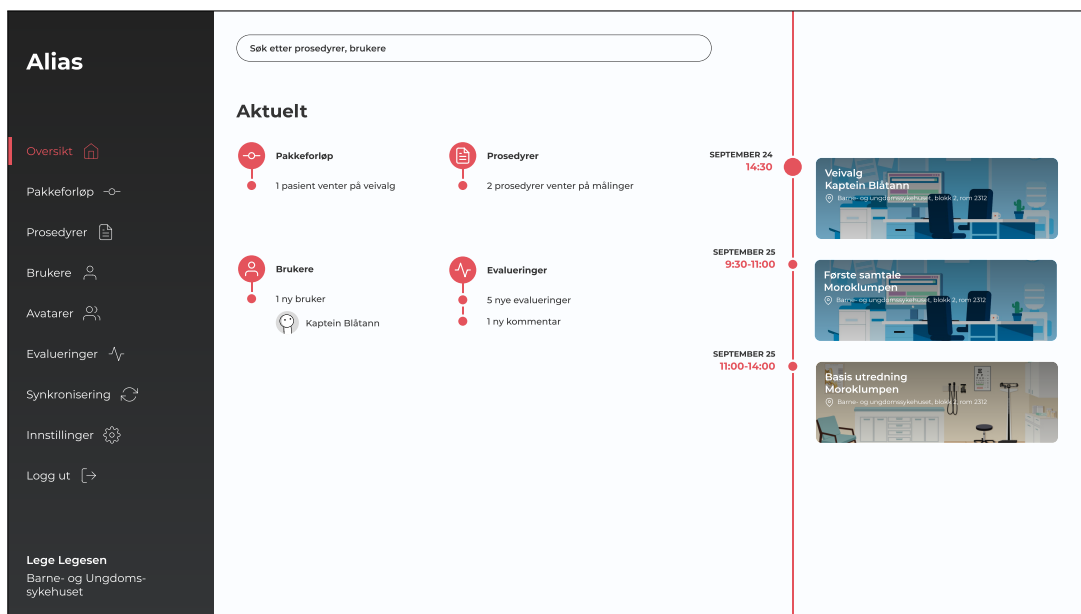 Alias
Oversikt
Pakkeforløp
Prosedyrer
Brukere
Avatarer
Evalueringer
Synkronisering
Innstillinger
Logg ut
Lege Legesen
Barne- og Ungdoms-
sykehuset
Søk etter prosedyrer, brukere
Aktuelt
Pakkeforløp
1 pasient venter på veivalg
Prosedyrer
2 prosedyrer venter på målinger
Brukere
1 ny bruker
Kaptein Blåtann
Evalueringer
5 nye evalueringer
1 ny kommentar
SEPTEMBER 24
14:30
Veivalg
Kaptein Blåtann
Barne- og ungdomssykehuset, blokk 2, rom 2312
SEPTEMBER 25
9:30-11:00
Første samtale
Moroklumpen
Barne- og ungdomssykehuset, blokk 2, rom 2312
SEPTEMBER 25
11:00-14:00
Basis utredning
Moroklumpen
Barne- og ungdomssykehuset, blokk 2, rom 2312